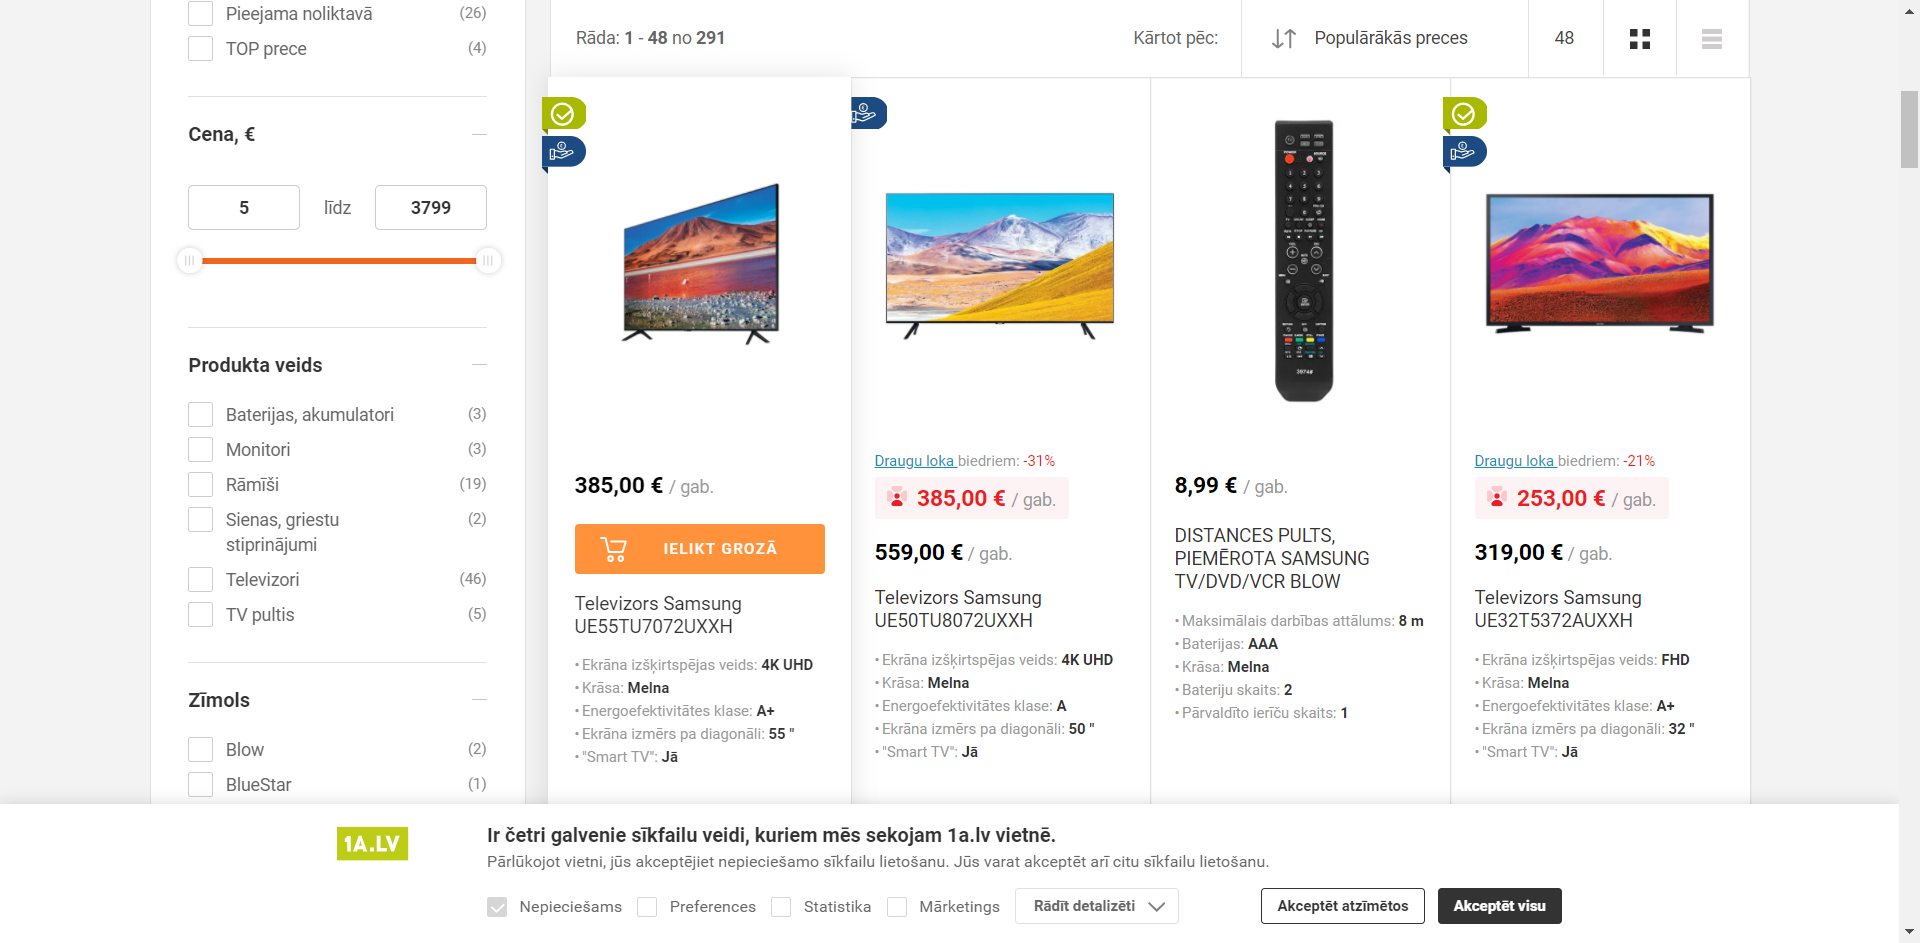 Pieejama noliktavā (26)
TOP prece (4)
Cena, €
5 līdz 3799
Produkta veids
Baterijas, akumulatori (3)
Monitori (3)
Rāmīši (19)
Sienas, griestu (2)
stiprinājumi
Televizori (46)
TV pultis (5)
Zīmols
Blow (2)
BlueStar (1)
Rāda: 1 - 48 no 291
Kārtot pēc:
Populārākās preces
48
385,00 € / gab.
IELIKT GROZĀ
Televizors Samsung
UE55TU7072UXXH
• Ekrāna izšķirtspējas veids: 4K UHD
• Krāsa: Melna
• Energoefektivitātes klase: A+
• Ekrāna izmērs pa diagonāli: 55 "
• "Smart TV": Jā
Draugu loka biedriem: -31%
385,00 € / gab.
559,00 € / gab.
Televizors Samsung
UE50TU8072UXXH
• Ekrāna izšķirtspējas veids: 4K UHD
• Krāsa: Melna
• Energoefektivitātes klase: A
• Ekrāna izmērs pa diagonāli: 50 "
• "Smart TV": Jā
8,99 € / gab.
DISTANCES PULTS,
PIEMĒROTA SAMSUNG
TV/DVD/VCR BLOW
• Maksimālais darbības attālums: 8 m
• Baterijas: AAA
• Krāsa: Melna
• Bateriju skaits: 2
• Pārvaldīto ierīču skaits: 1
Draugu loka biedriem: -21%
253,00 € / gab.
319,00 € / gab.
Televizors Samsung
UE32T5372AUXXH
• Ekrāna izšķirtspējas veids: FHD
• Krāsa: Melna
• Energoefektivitātes klase: A+
• Ekrāna izmērs pa diagonāli: 32 "
• "Smart TV": Jā
1A.LV
Ir četri galvenie sīkfailu veidi, kuriem mēs sekojam 1a.lv vietnē.
Pārlūkojot vietni, jūs akceptējiet nepieciešamo sīkfailu lietošanu. Jūs varat akceptēt arī citu sīkfailu lietošanu.
Nepieciešams Preferences Statistika Mārketings Rādīt detalizēti Akceptēt atzīmētos Akceptēt visu